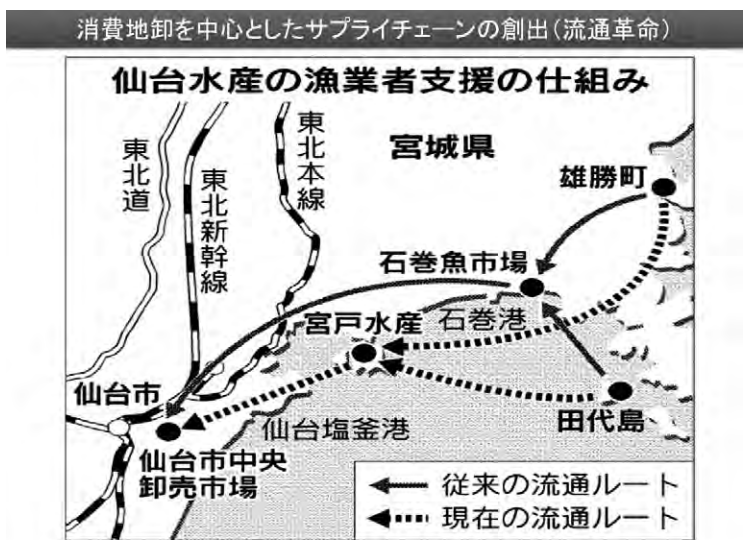 消費地卸を中心としたサプライチェーンの創出(流通革命)
仙台水産の漁業者支援の仕組み
東北道
東北新幹線
東北本線
宮城県
雄勝町
石巻魚市場
宮戸水産
石巻港
仙台市
田代島
仙台塩釜港
仙台市中央
卸売市場
従来の流通ルート
現在の流通ルート